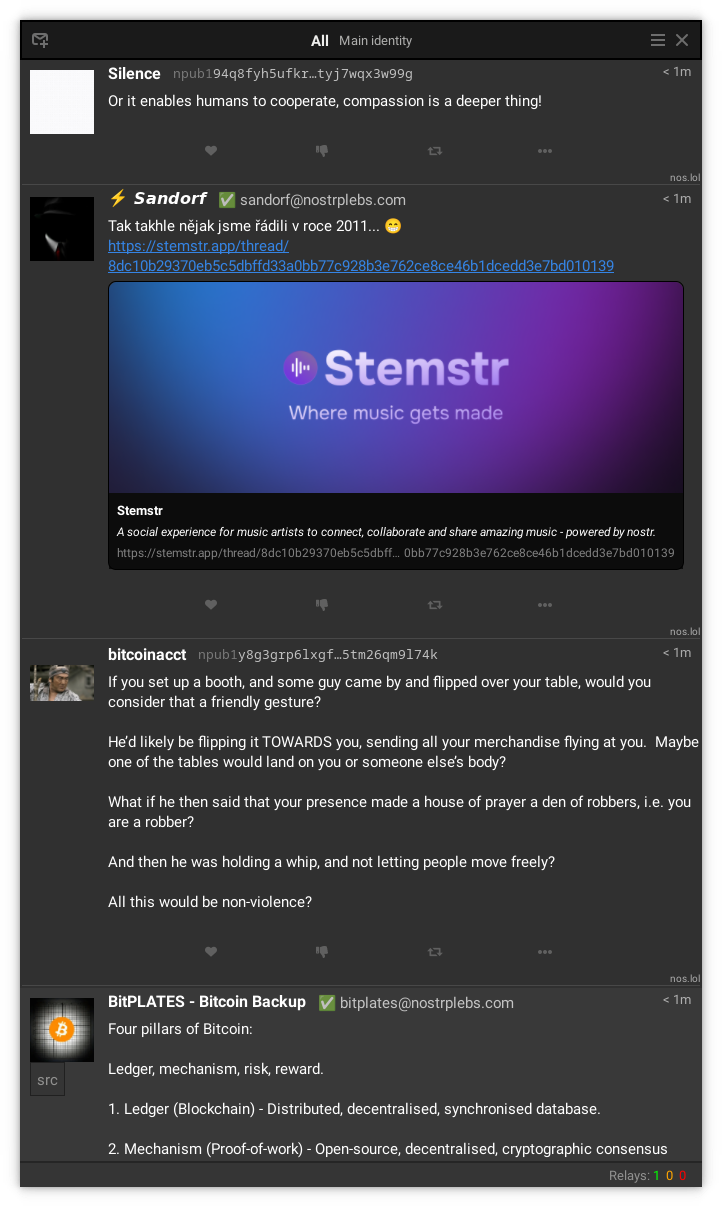 All Main identity
Silence npub194q8fyh5ufkr…tyj7wqx3w99g < 1m
Or it enables humans to cooperate, compassion is a deeper thing!
nos.lol
⚡ Sandorf ✅ sandorf@nostrplebs.com < 1m
Tak takhle nějak jsme řádili v roce 2011... 😁
https://stemstr.app/thread/
8dc10b29370eb5c5dbffd33a0bb77c928b3e762ce8ce46b1dcedd3e7bd010139
Stemstr
Where music gets made
Stemstr
A social experience for music artists to connect, collaborate and share amazing music - powered by nostr.
https://stemstr.app/thread/8dc10b29370eb5c5dbff… 0bb77c928b3e762ce8ce46b1dcedd3e7bd010139
nos.lol
bitcoinacct npub1y8g3grp6lxgf…5tm26qm9l74k < 1m
If you set up a booth, and some guy came by and flipped over your table, would you
consider that a friendly gesture?
He’d likely be flipping it TOWARDS you, sending all your merchandise flying at you.  Maybe
one of the tables would land on you or someone else’s body?
What if he then said that your presence made a house of prayer a den of robbers, i.e. you
are a robber?
And then he was holding a whip, and not letting people move freely?
All this would be non-violence?
nos.lol
BitPLATES - Bitcoin Backup ✅ bitplates@nostrplebs.com < 1m
Four pillars of Bitcoin:
src
Ledger, mechanism, risk, reward.
1. Ledger (Blockchain) - Distributed, decentralised, synchronised database.
2. Mechanism (Proof-of-work) - Open-source, decentralised, cryptographic consensus
Relays: 1 0 0